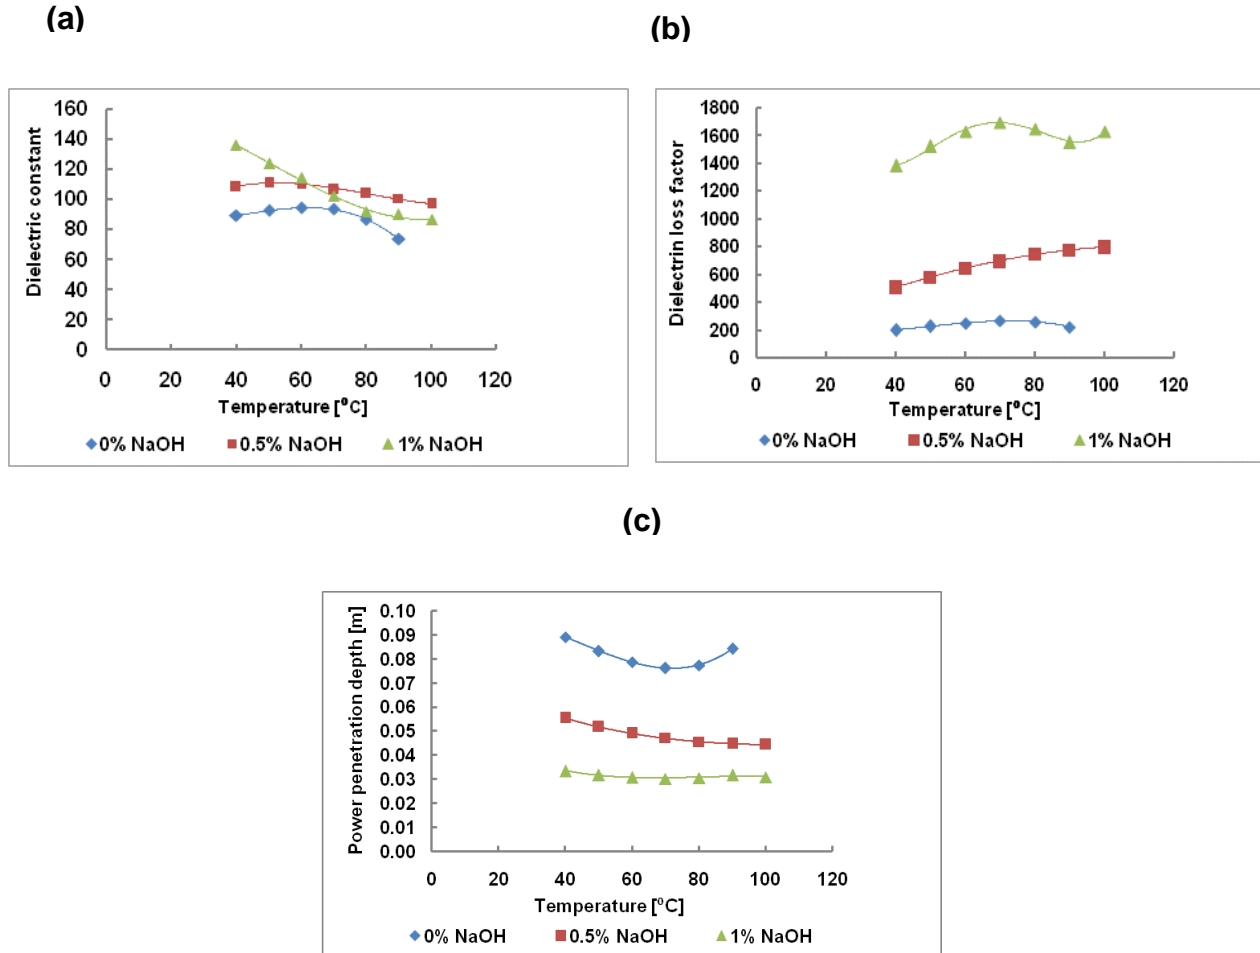 (a)
160
140
120
100
80
60
40
20
0
Dielectric constant
0 20 40 60 80 100 120
Temperature [⁰C]
0% NaOH 0.5% NaOH 1% NaOH
(b)
1800
1600
1400
1200
1000
800
600
400
200
0
Dielectrin loss factor
0 20 40 60 80 100 120
Temperature [⁰C]
0% NaOH 0.5% NaOH 1% NaOH
(c)
0.10
0.09
0.08
0.07
0.06
0.05
0.04
0.03
0.02
0.01
0.00
Power penetration depth [m]
0 20 40 60 80 100 120
Temperature [⁰C]
0% NaOH 0.5% NaOH 1% NaOH